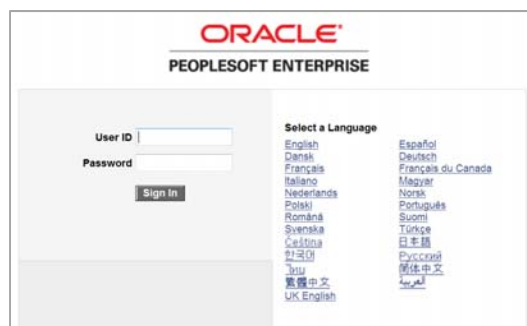 ORACLE®
PEOPLESOFT ENTERPRISE
User ID
Password
Sign In
Select a Language
English
Español
Dansk
Deutsch
Français
Français du Canada
Italiano
Magyar
Nederlands
Norsk
Polski
Português
Română
Suomi
Svenska
Türkçe
Čeština
日本語
한국어
Русский
ไทย
简体中文
繁體中文
العربية
UK English